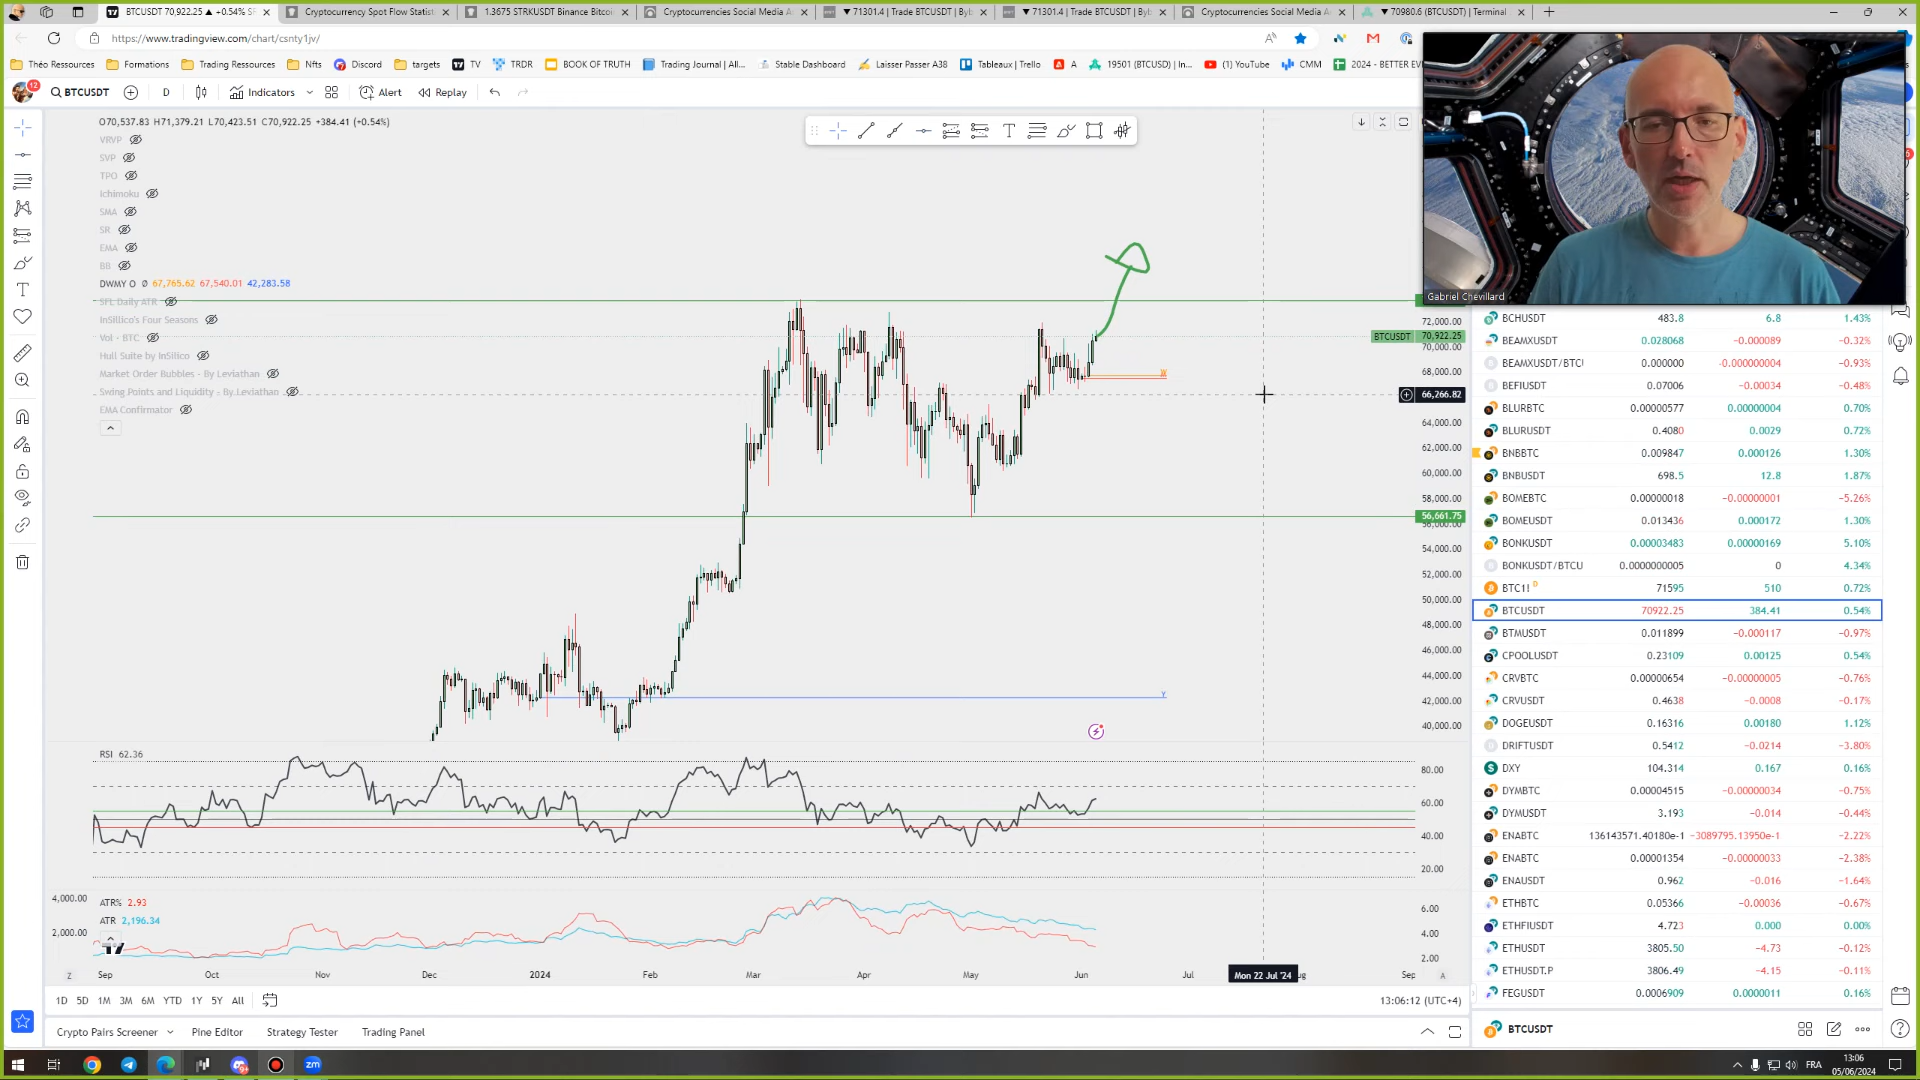 BTCUSDT 70,922.25 ▲ +0.54%
Cryptocurrency Spot Flow Statist
1.3675 STRKUSDT Binance Bitcoi
Cryptocurrencies Social Media A
▼71301.4 | Trade BTCUSDT | Byb
▼71301.4 | Trade BTCUSDT | Byb
Cryptocurrencies Social Media A
▼70980.6 (BTCUSDT) | Terminal
https://www.tradingview.com/chart/csnty1jv/
Théo Ressources
Formations
Trading Ressources
Nfts
Discord
targets
TV
TRDR
BOOK OF TRUTH
Trading Journal | All...
Stable Dashboard
Laisser Passer A38
Tableaux | Trello
A
19501 (BTCUSD) | In...
(1) YouTube
CMM
2024 - BETTER EV
12
BTCUSDT
D
Indicators
Alert
Replay
O70,537.83 H71,379.21 L70,423.51 C70,922.25 +384.41 (+0.54%)
VRVP
SVP
TPO
Ichimoku
SMA
SR
EMA
BB
DWMY O Ø 67,765.62 67,540.01 42,283.58
SFL Daily ATR
InSilico's Four Seasons
Vol - BTC
Hull Suite by InSilico
Market Order Bubbles - By Leviathan
Swing Points and Liquidity - By Leviathan
EMA Confirmator
Gabriel Chevillard
72,000.00
BTCUSDT 70,922.25
70,000.00
68,000.00
66,266.82
64,000.00
62,000.00
60,000.00
58,000.00
56,661.75
56,000.00
54,000.00
52,000.00
50,000.00
48,000.00
46,000.00
44,000.00
42,000.00
40,000.00
Y
RSI 62.36
80.00
60.00
40.00
20.00
ATR% 2.93
ATR 2,196.34
4,000.00
2,000.00
6.00
4.00
2.00
Z Sep Oct Nov Dec 2024 Feb Mar Apr May Jun Jul Mon 22 Jul '24 ug Sep A
1D 5D 1M 3M 6M YTD 1Y 5Y All
13:06:12 (UTC+4)
Crypto Pairs Screener
Pine Editor
Strategy Tester
Trading Panel
BCHUSDT 483.8 6.8 1.43%
BEAMXUSDT 0.028068 -0.000089 -0.32%
BEAMXUSDT/BTCU 0.000000 -0.00000004 -0.93%
BEFIUSDT 0.07006 -0.00034 -0.48%
BLURBTC 0.00000577 0.00000004 0.70%
BLURUSDT 0.4080 0.0029 0.72%
BNBBTC 0.009847 0.000126 1.30%
BNBUSDT 698.5 12.8 1.87%
BOMEBTC 0.00000018 -0.00000001 -5.26%
BOMEUSDT 0.013436 0.000172 1.30%
BONKUSDT 0.00003483 0.00000169 5.10%
BONKUSDT/BTCU 0.0000000005 0 4.34%
BTC1! D 71595 510 0.72%
BTCUSDT 70922.25 384.41 0.54%
BTMUSDT 0.011899 -0.000117 -0.97%
CPOOLUSDT 0.23109 0.00125 0.54%
CRVBTC 0.00000654 -0.00000005 -0.76%
CRVUSDT 0.4638 -0.0008 -0.17%
DOGEUSDT 0.16316 0.00180 1.12%
DRIFTUSDT 0.5412 -0.0214 -3.80%
DXY 104.314 0.167 0.16%
DYMBTC 0.00004515 -0.00000034 -0.75%
DYMUSDT 3.193 -0.014 -0.44%
ENABTC 136143571.40180e-1 -3089795.13950e-1 -2.22%
ENABTC 0.00001354 -0.00000033 -2.38%
ENAUSDT 0.962 -0.016 -1.64%
ETHBTC 0.05366 -0.00036 -0.67%
ETHFIUSDT 4.723 0.000 0.00%
ETHUSDT 3805.50 -4.73 -0.12%
ETHUSDT.P 3806.49 -4.15 -0.11%
FEGUSDT 0.0006909 0.0000011 0.16%
BTCUSDT
zm
FRA
13:06
05/06/2024